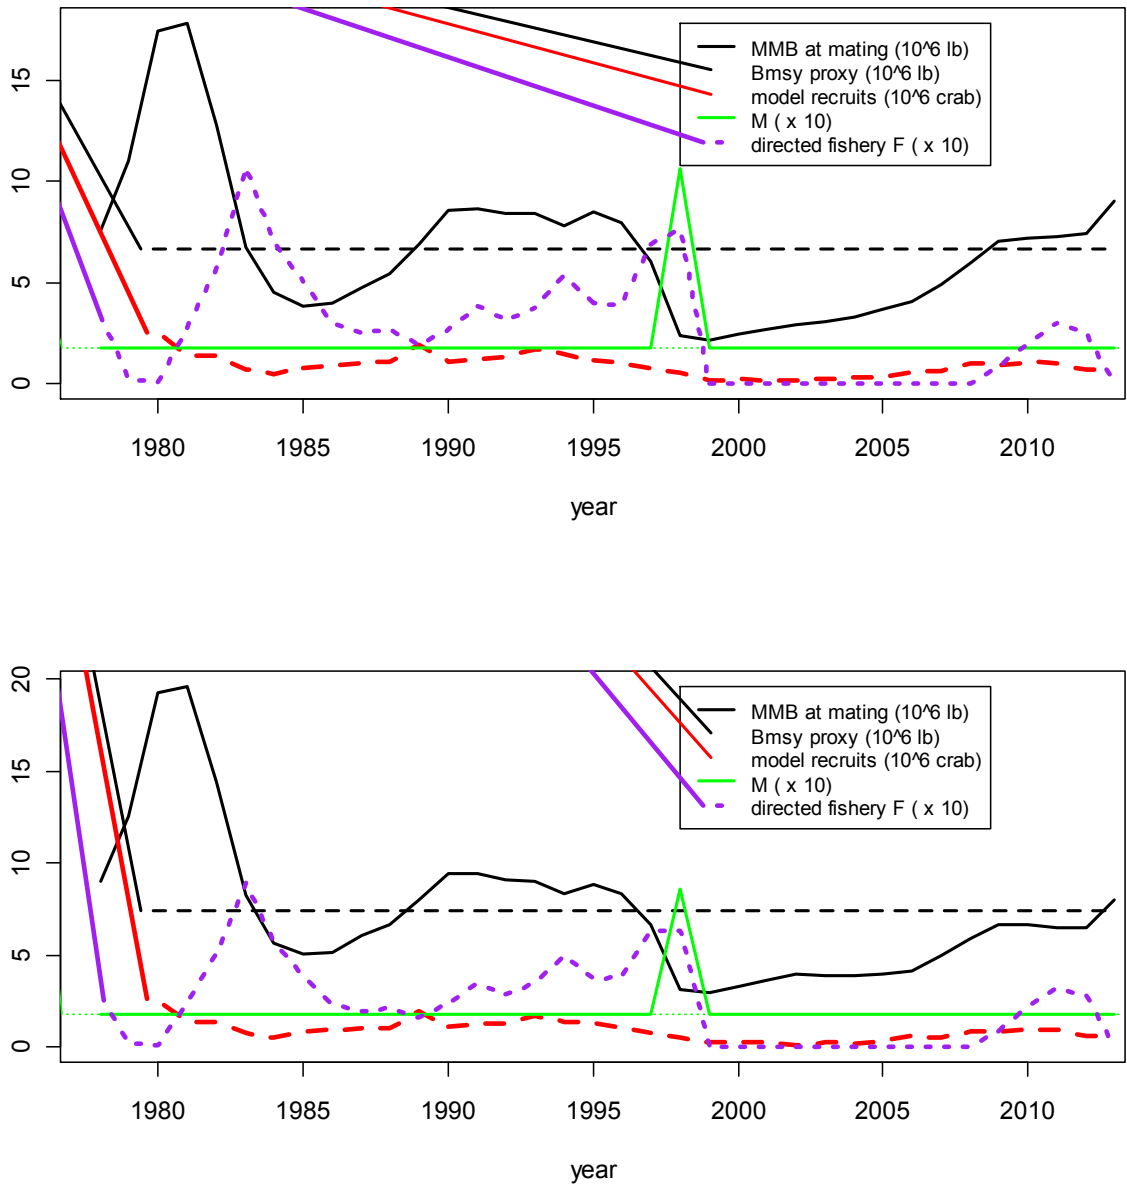 MMB at mating (10^6 lb)
Bmsy proxy (10^6 lb)
model recruits (10^6 crab)
M ( x 10)
directed fishery F ( x 10)
15
10
5
0
1980 1985 1990 1995 2000 2005 2010
year
20
MMB at mating (10^6 lb)
Bmsy proxy (10^6 lb)
model recruits (10^6 crab)
M ( x 10)
directed fishery F ( x 10)
15
10
5
0
1980 1985 1990 1995 2000 2005 2010
year